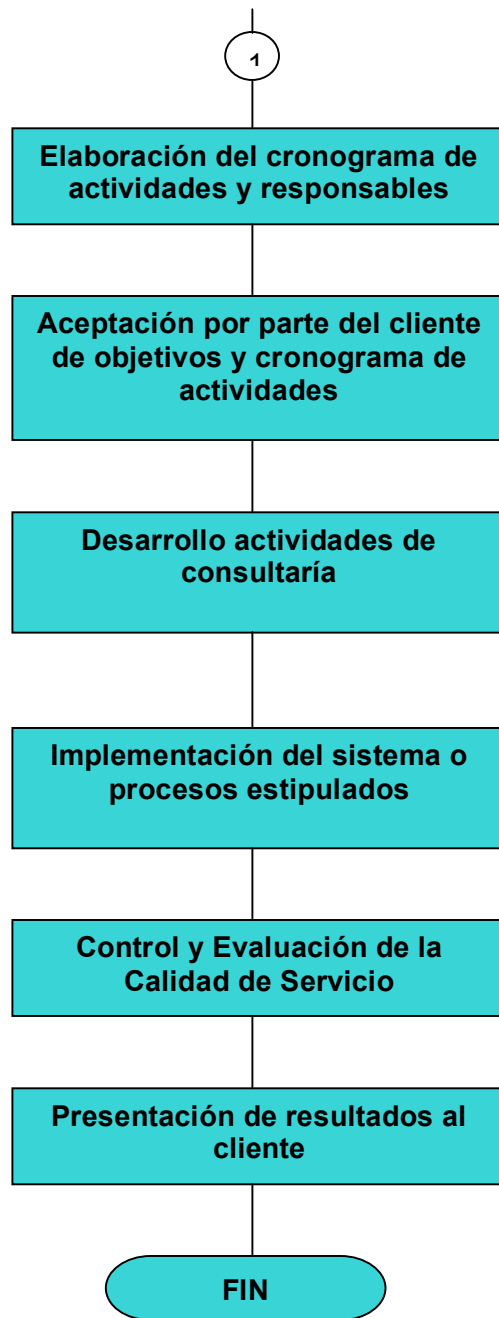 1
Elaboración del cronograma de
actividades y responsables
Aceptación por parte del cliente
de objetivos y cronograma de
actividades
Desarrollo actividades de
consultaría
Implementación del sistema o
procesos estipulados
Control y Evaluación de la
Calidad de Servicio
Presentación de resultados al
cliente
FIN